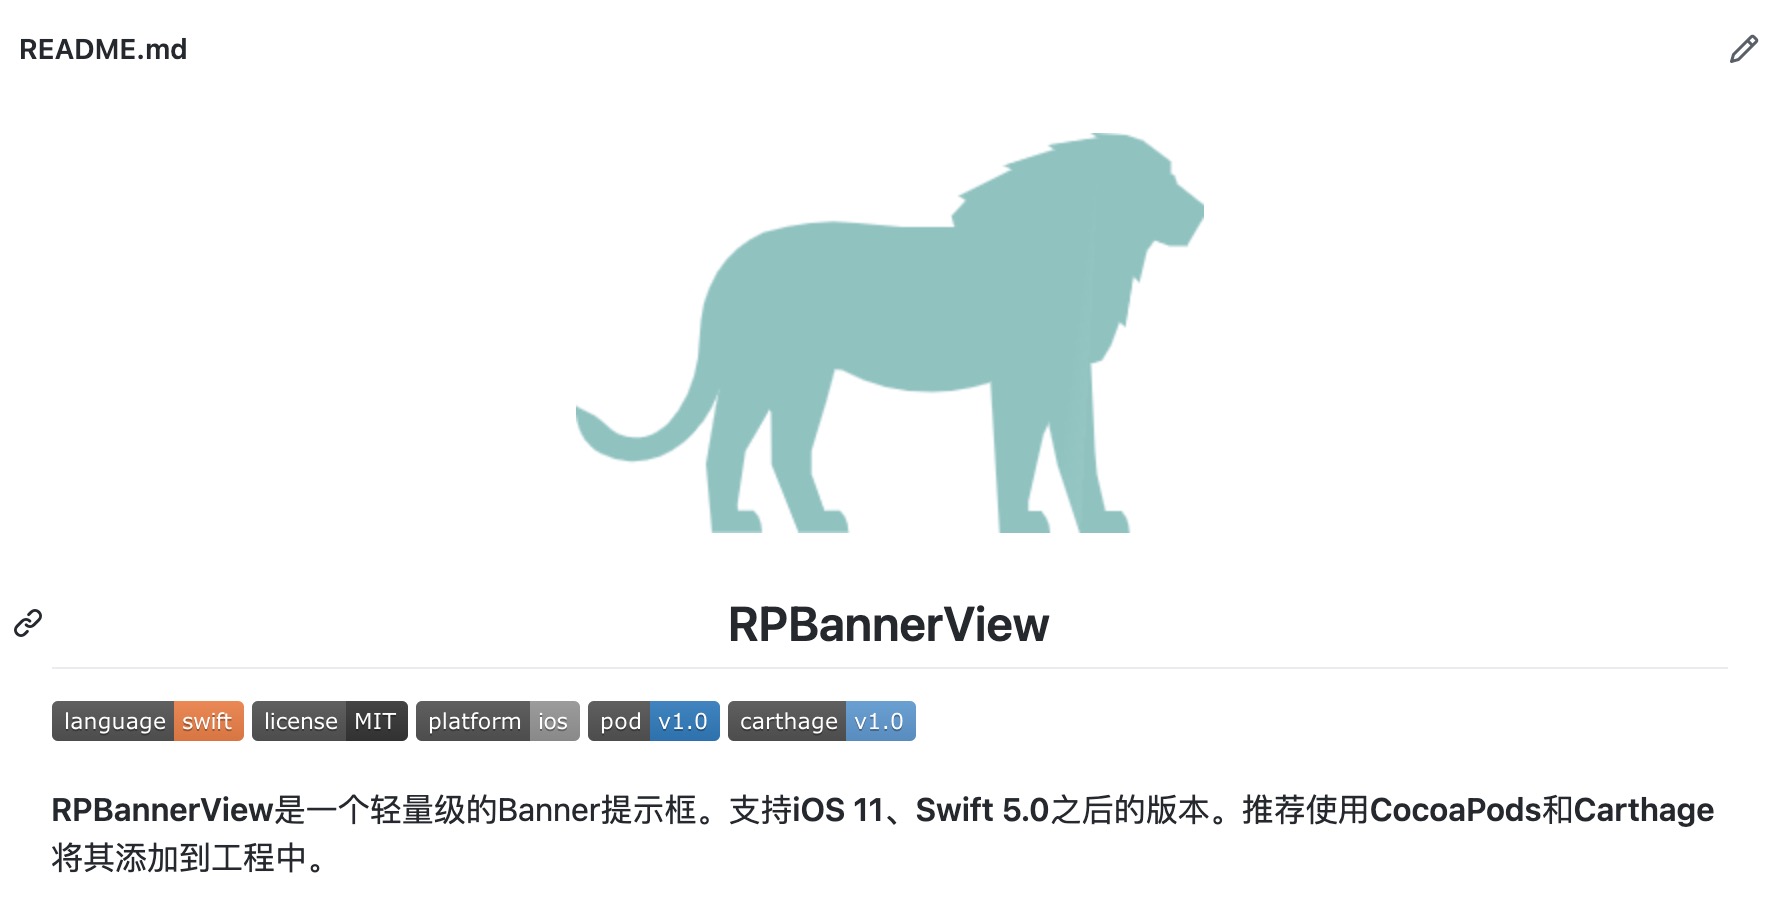 README.md
RPBannerView
language swift license MIT platform ios pod v1.0 carthage v1.0
RPBannerView是一个轻量级的Banner提示框。支持iOS 11、Swift 5.0之后的版本。推荐使用CocoaPods和Carthage
将其添加到工程中。